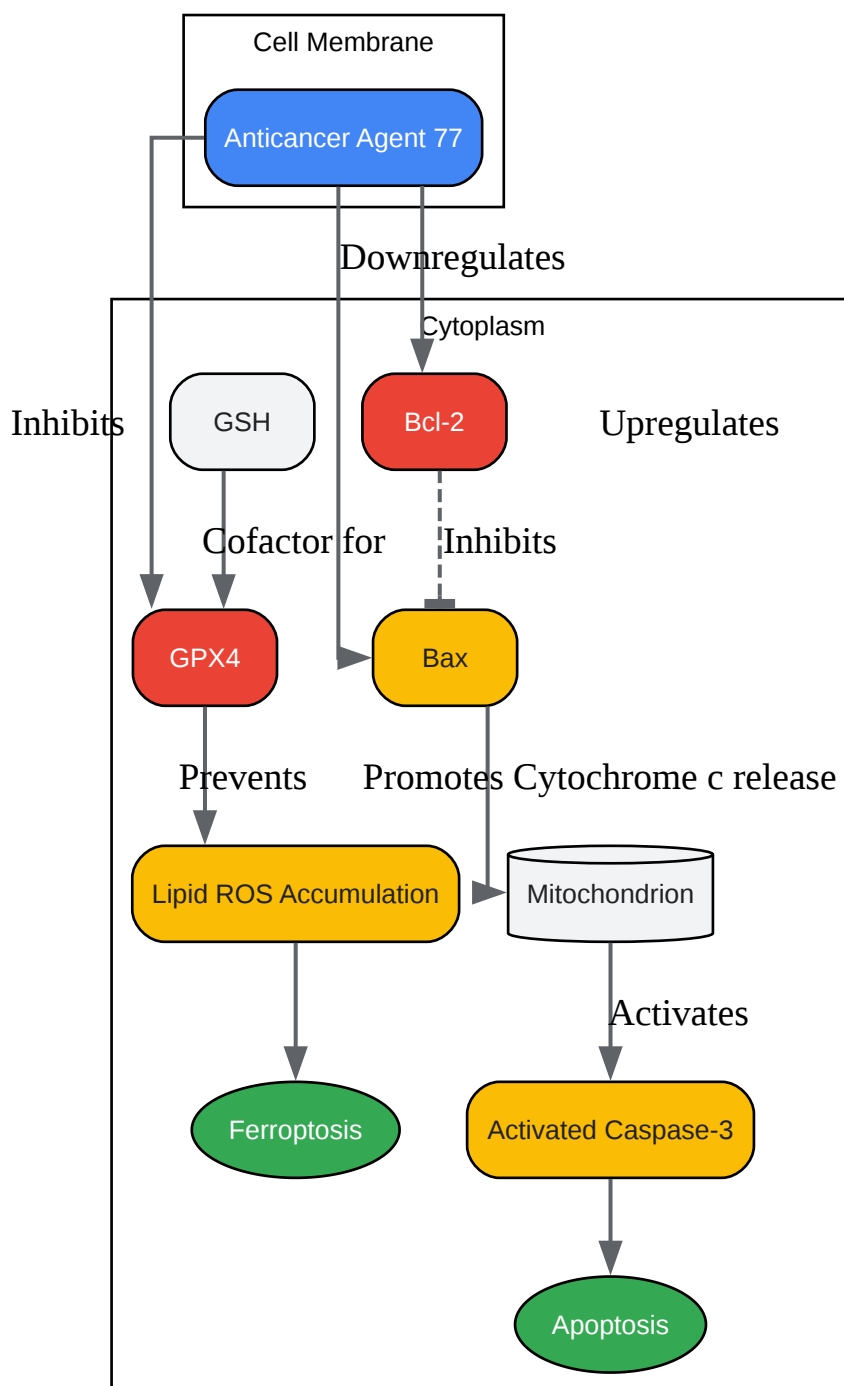 Cell Membrane
Anticancer Agent 77
Downregulates
Cytoplasm
Inhibits
GSH
Bcl-2
Upregulates
Cofactor for
Inhibits
GPX4
Bax
Prevents
Promotes Cytochrome c release
Lipid ROS Accumulation
Mitochondrion
Activates
Ferroptosis
Activated Caspase-3
Apoptosis